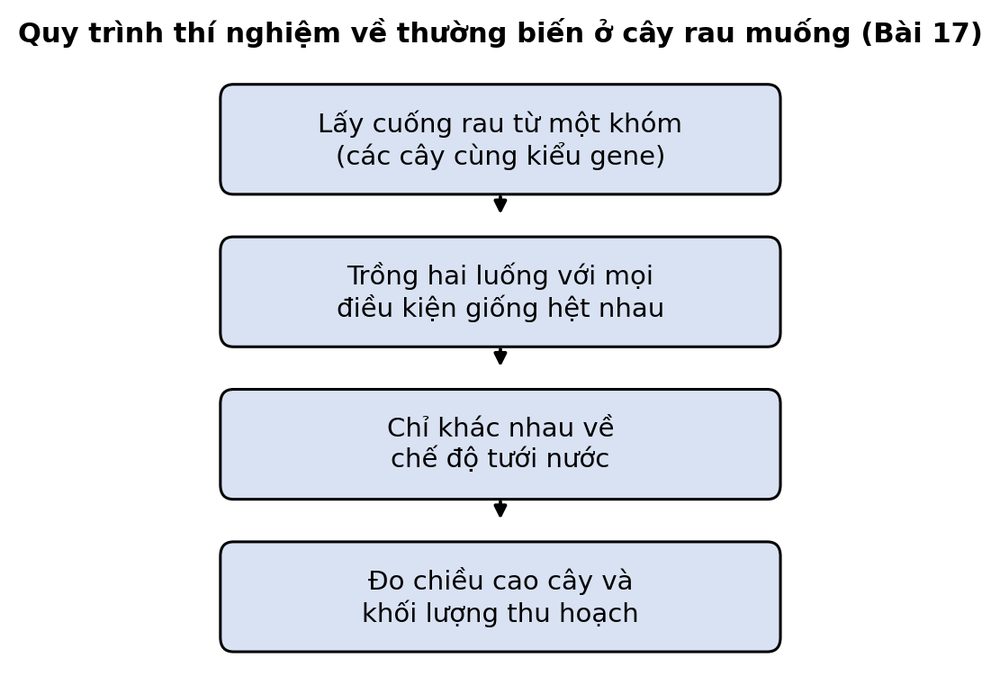 Quy trình thí nghiệm về thường biến ở cây rau muống (Bài 17)
Lấy cuống rau từ một khóm
(các cây cùng kiểu gene)
Trồng hai luống với mọi
điều kiện giống hệt nhau
Chỉ khác nhau về
chế độ tưới nước
Đo chiều cao cây và
khối lượng thu hoạch